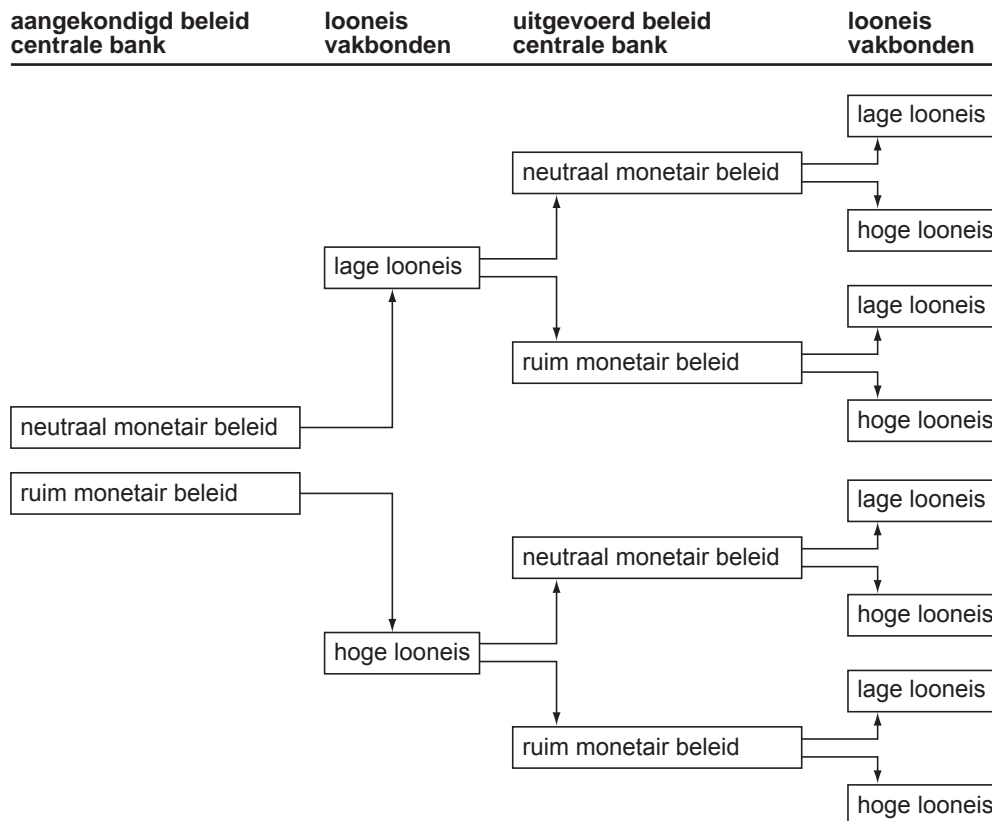 aangekondigd beleid
centrale bank
looneis
vakbonden
uitgevoerd beleid
centrale bank
looneis
vakbonden
lage looneis
neutraal monetair beleid
hoge looneis
lage looneis
lage looneis
ruim monetair beleid
neutraal monetair beleid
hoge looneis
ruim monetair beleid
lage looneis
neutraal monetair beleid
hoge looneis
hoge looneis
lage looneis
ruim monetair beleid
hoge looneis